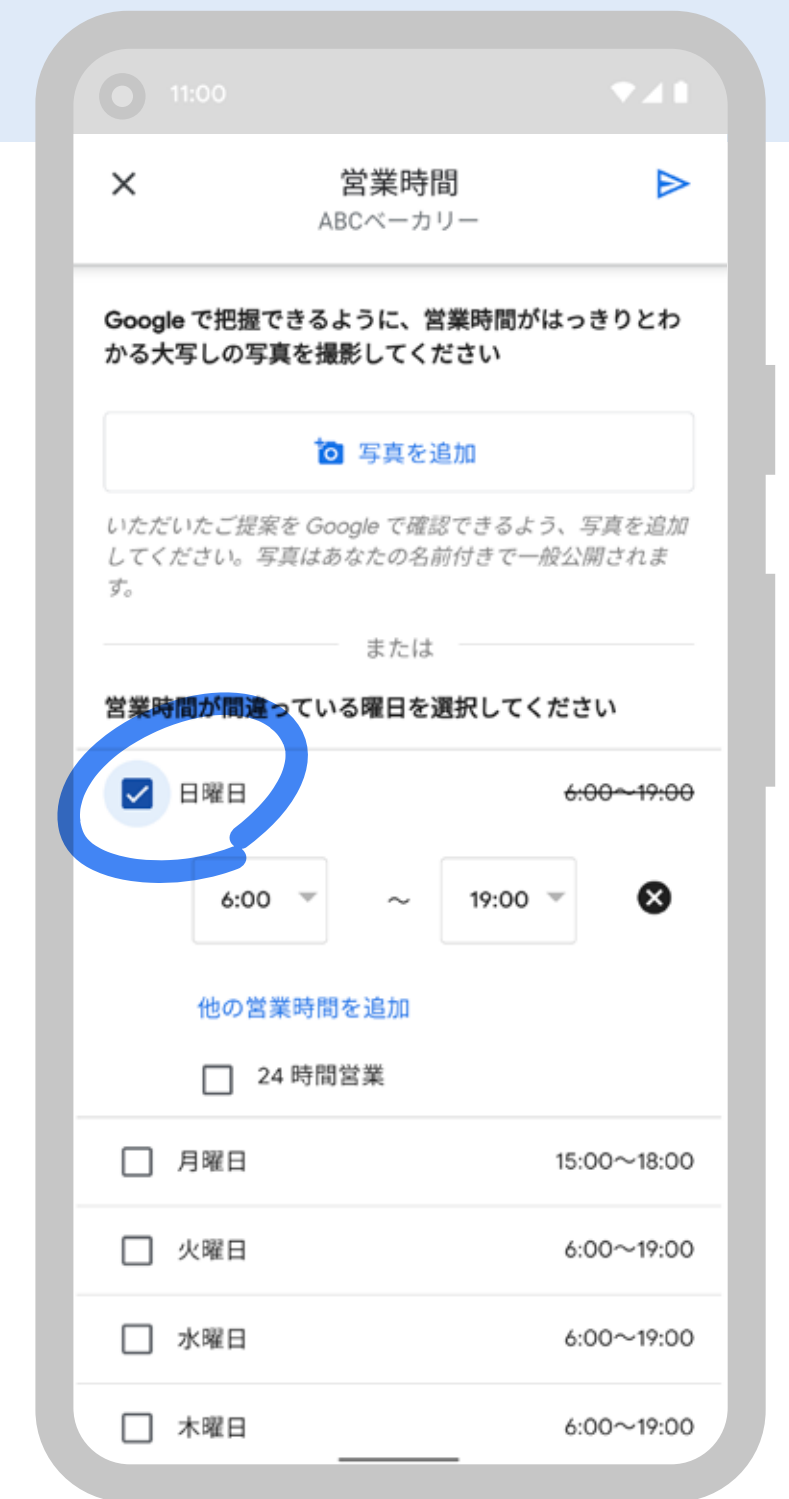 11:00
営業時間
ABCベーカリー
Google で把握できるように、営業時間がはっきりとわ
かる大写しの写真を撮影してください
写真を追加
いただいたご提案を Google で確認できるよう、写真を追加
してください。写真はあなたの名前付きで一般公開されま
す。
または
営業時間が間違っている曜日を選択してください
日曜日 6:00～19:00
6:00 ～ 19:00
他の営業時間を追加
24 時間営業
月曜日 15:00～18:00
火曜日 6:00～19:00
水曜日 6:00～19:00
木曜日 6:00～19:00